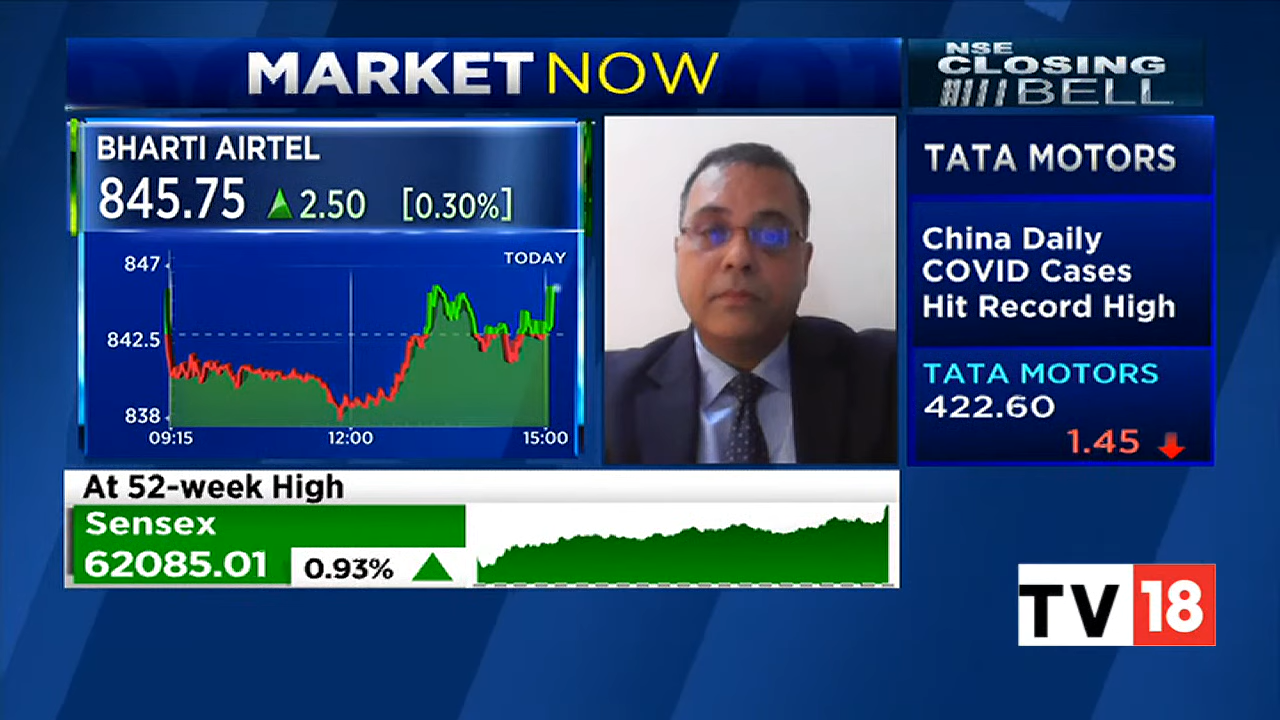 MARKET NOW
NSE
CLOSING
BELL
BHARTI AIRTEL
845.75 ▲ 2.50 [0.30%]
TODAY
847
842.5
838
09:15 12:00 15:00
TATA MOTORS
China Daily
COVID Cases
Hit Record High
TATA MOTORS
422.60
1.45
At 52-week High
Sensex
62085.01 0.93%
TV18